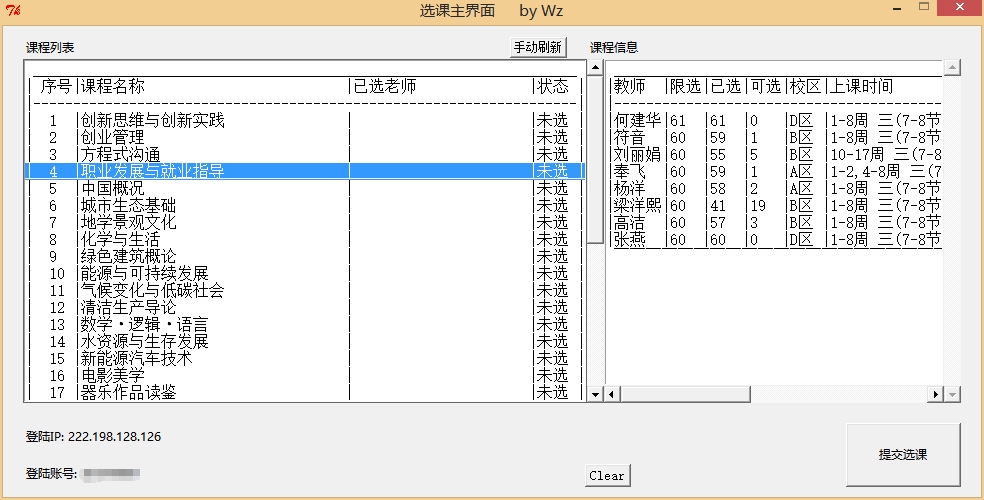 选课主界面 by Wz
课程列表 手动刷新 课程信息
序号 |课程名称 |已选老师 |状态
1 |创新思维与创新实践 | |未选
2 |创业管理 | |未选
3 |方程式沟通 | |未选
4 |职业发展与就业指导 | |未选
5 |中国概况 | |未选
6 |城市生态基础 | |未选
7 |地学景观文化 | |未选
8 |化学与生活 | |未选
9 |绿色建筑概论 | |未选
10 |能源与可持续发展 | |未选
11 |气候变化与低碳社会 | |未选
12 |清洁生产导论 | |未选
13 |数学·逻辑·语言 | |未选
14 |水资源与生存发展 | |未选
15 |新能源汽车技术 | |未选
16 |电影美学 | |未选
17 |器乐作品读鉴 | |未选
教师 |限选|已选|可选|校区|上课时间
何建华|61 |61 |0 |D区 |1-8周 三(7-8节
符音 |60 |59 |1 |B区 |1-8周 三(7-8节
刘丽娟|60 |55 |5 |B区 |10-17周 三(7-8
奉飞 |60 |59 |1 |A区 |1-2,4-8周 三(7
杨洋 |60 |58 |2 |A区 |1-8周 三(7-8节
梁洋熙|60 |41 |19 |B区 |1-8周 三(7-8节
高洁 |60 |57 |3 |B区 |1-8周 三(7-8节
张燕 |60 |60 |0 |D区 |1-8周 三(7-8节
登陆IP: 222.198.128.126
登陆账号:
Clear
提交选课